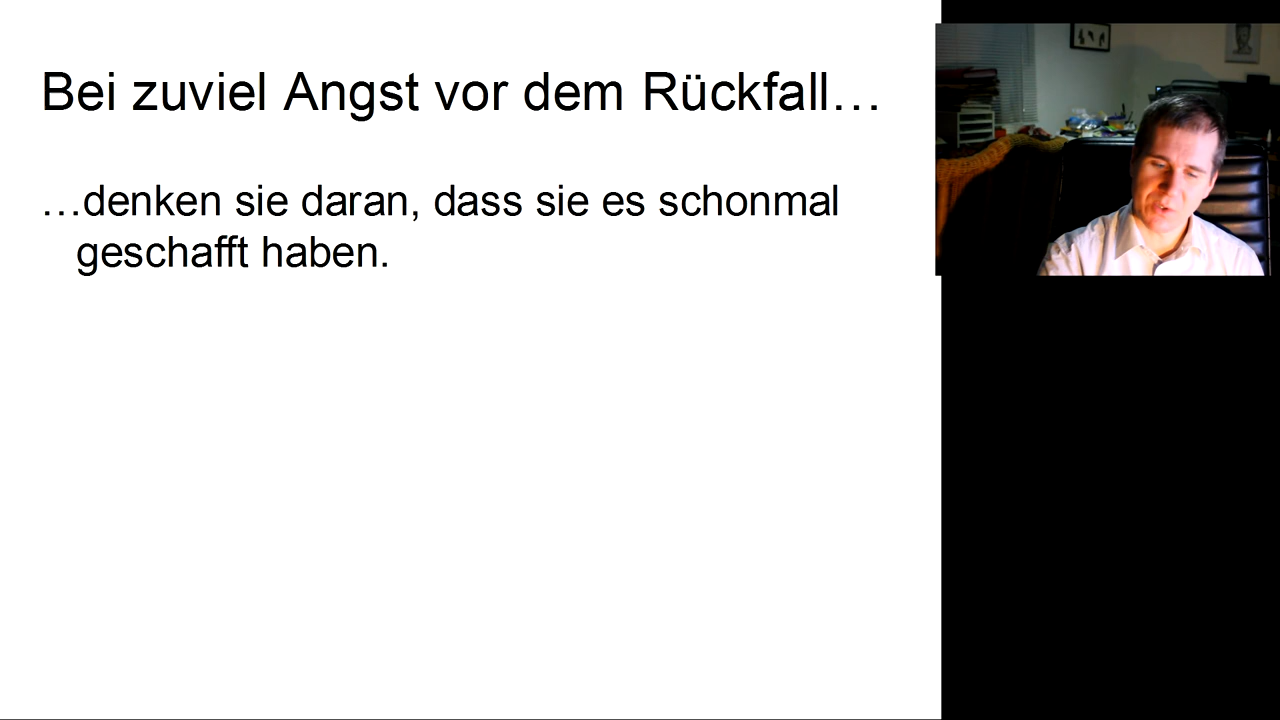 Bei zuviel Angst vor dem Rückfall…
…denken sie daran, dass sie es schonmal
geschafft haben.